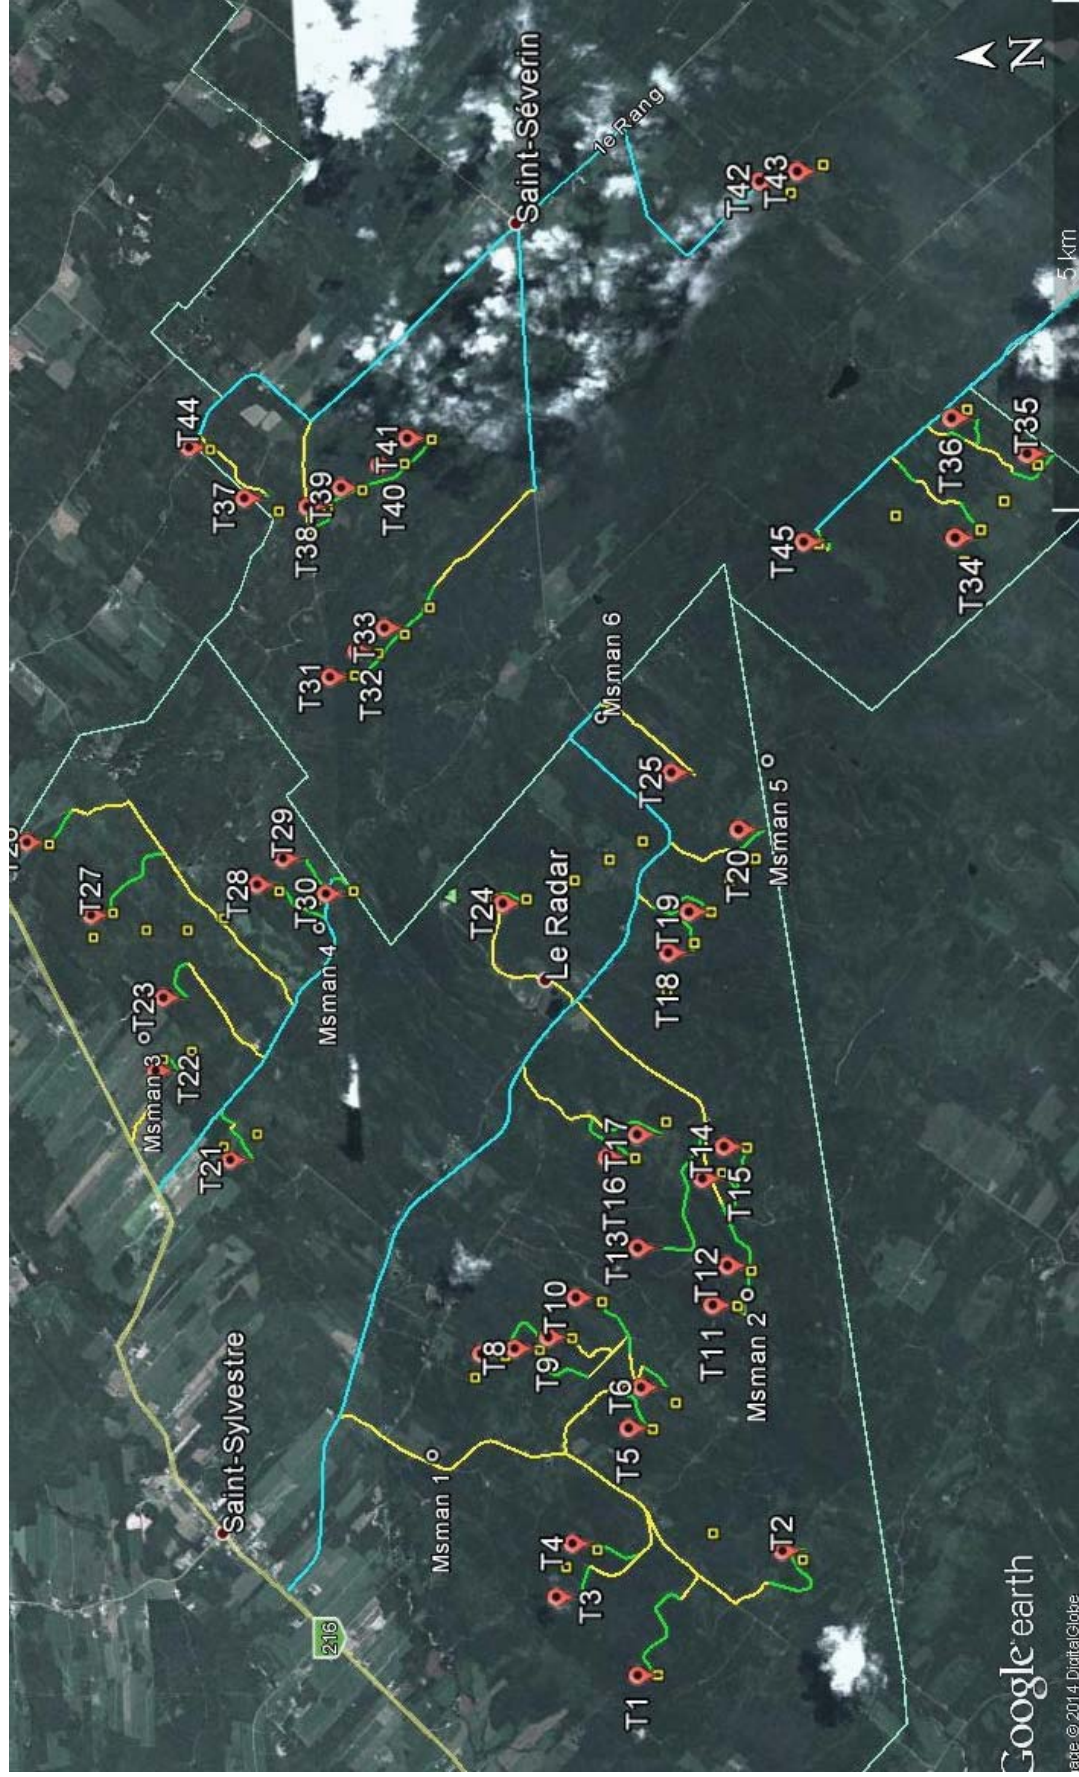 Saint-Séverin
1e Rang
T42
T43
T44
T37
T41
T39
T38
T40
T36
T35
T45
T34
T33
T31
T32
Msman 6
T25
T27
T29
T28
T30
Msman 4
T20
Msman 5
T24
Le Radar
T19
T18
T23
Msman 3
T22
T21
T17
T14
T16
T15
T13
T12
T10
T11
Msman 2
T8
T9
T6
T5
Saint-Sylvestre
Msman 1
T4
T3
T2
T1
216
N
5 km
Google earth
age © 2014 DigitalGlobe